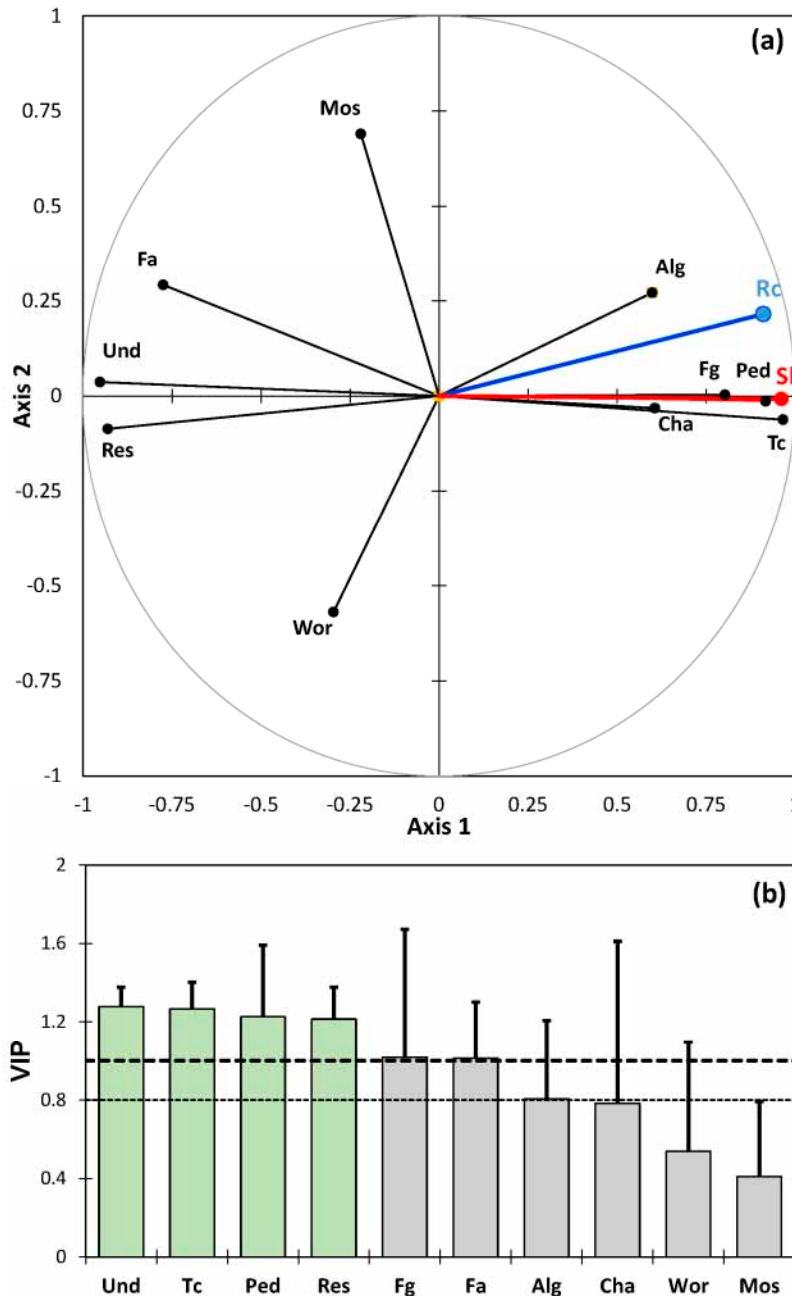 (a)
1
0.75
0.5
0.25
0
-0.25
-0.5
-0.75
-1
Axis 2
Mos
Fa
Und
Res
Wor
Alg
Rc
Fg Ped
Cha
Tc
-1 -0.75 -0.5 -0.25 0 0.25 0.5 0.75 1
Axis 1
(b)
2
1.6
1.2
0.8
0.4
0
VIP
Und Tc Ped Res Fg Fa Alg Cha Wor Mos